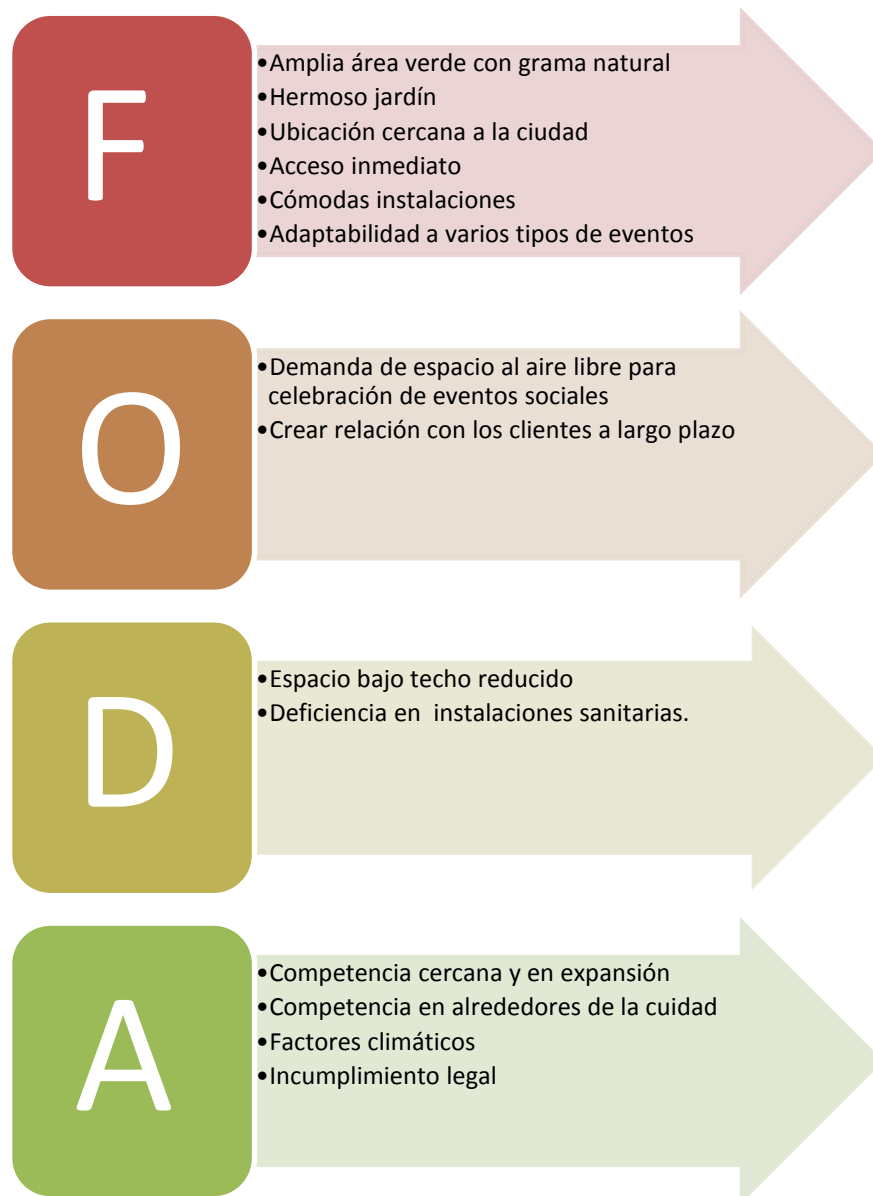 F
•Amplia área verde con grama natural
•Hermoso jardín
•Ubicación cercana a la ciudad
•Acceso inmediato
•Cómodas instalaciones
•Adaptabilidad a varios tipos de eventos
O
•Demanda de espacio al aire libre para
celebración de eventos sociales
•Crear relación con los clientes a largo plazo
D
•Espacio bajo techo reducido
•Deficiencia en instalaciones sanitarias.
A
•Competencia cercana y en expansión
•Competencia en alrededores de la cuidad
•Factores climáticos
•Incumplimiento legal